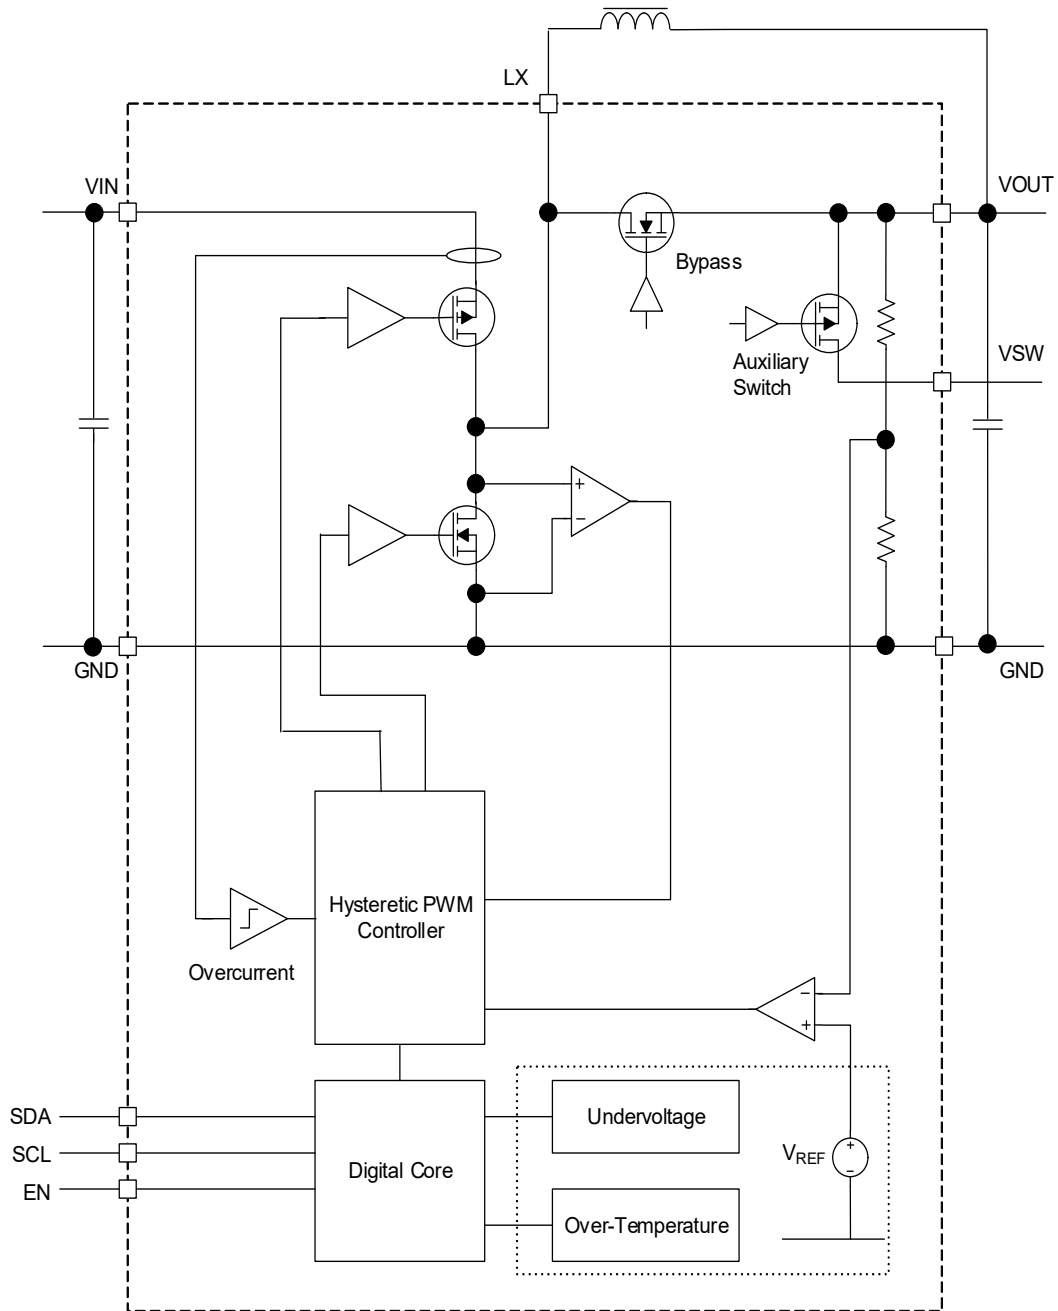 LX
VIN
VOUT
Bypass
VSW
Auxiliary
Switch
+
−
GND
GND
Hysteretic PWM
Controller
Overcurrent
−
+
SDA
SCL
EN
Digital Core
Undervoltage
Over-Temperature
VREF
+
−